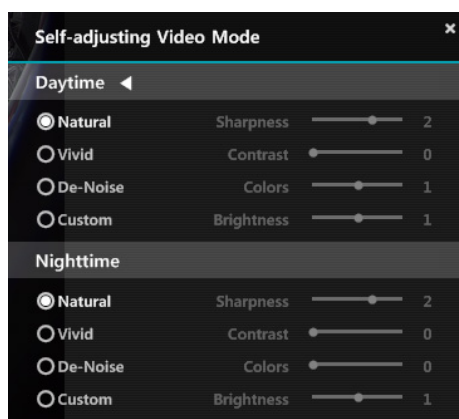 Self-adjusting Video Mode
Daytime
Natural Sharpness 2
Vivid Contrast 0
De-Noise Colors 1
Custom Brightness 1
Nighttime
Natural Sharpness 2
Vivid Contrast 0
De-Noise Colors 0
Custom Brightness 1